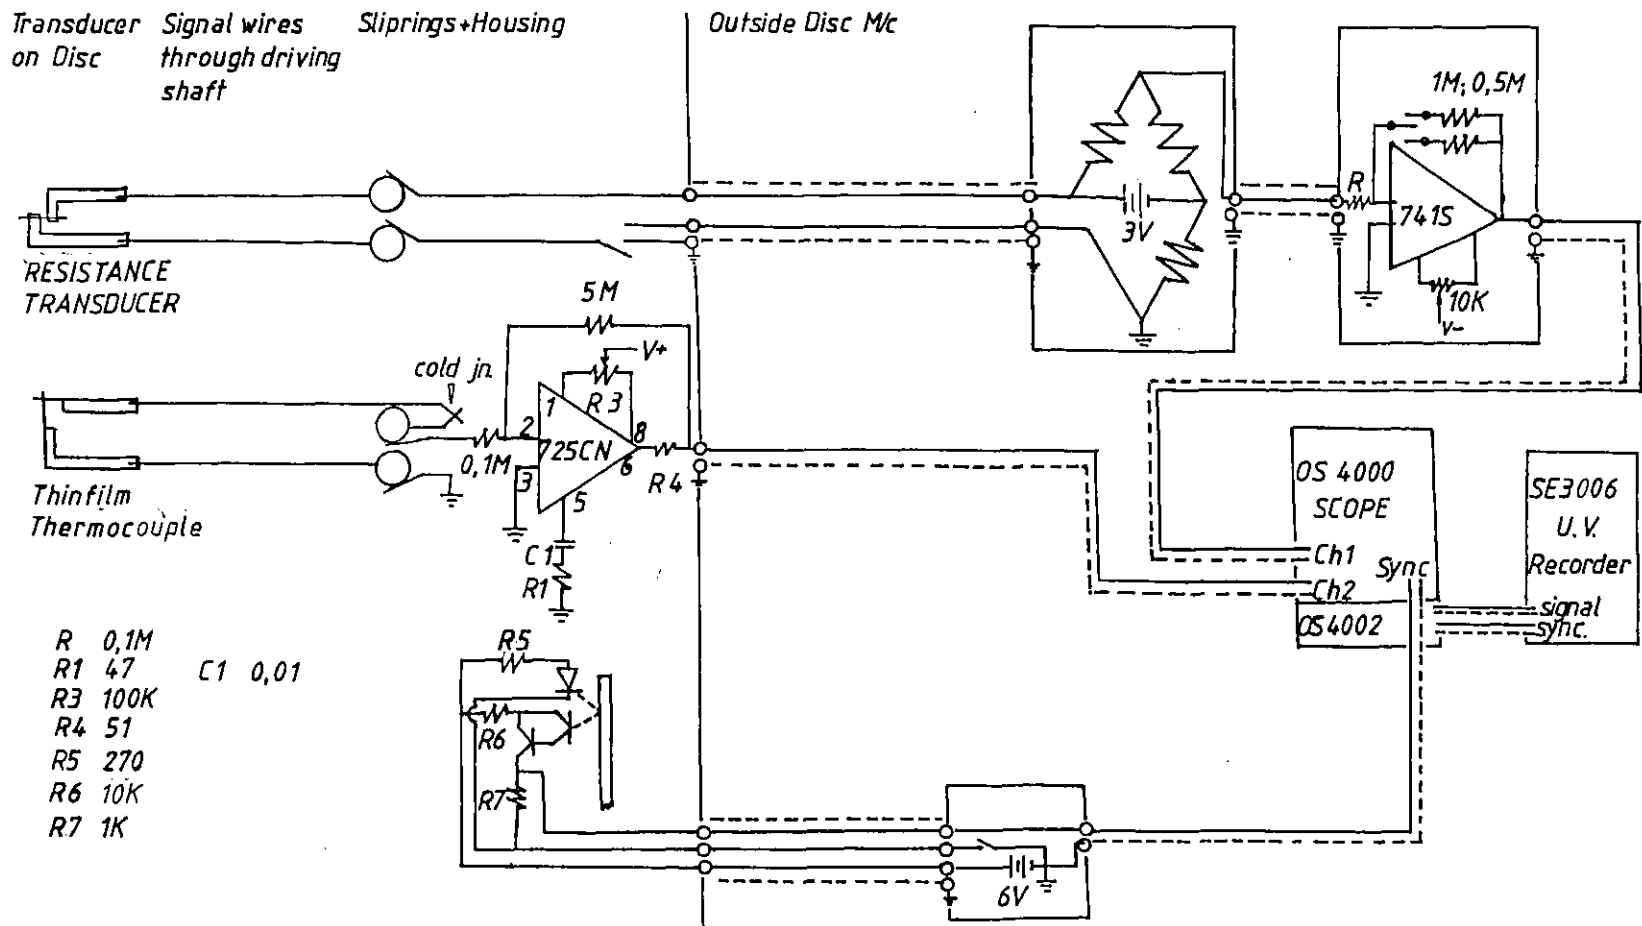 Transducer
on Disc
Signal wires
through driving
shaft
Sliprings+Housing
Outside Disc M/c
1M; 0,5M
R
741S
10K
V-
3V
RESISTANCE
TRANSDUCER
5M
V+
cold jn.
R3
1
2
725CN
8
6
3
0,1M
5
R4
C1
R1
Thinfilm
Thermocouple
OS 4000
SCOPE
Ch1
Sync
Ch2
OS4002
SE3006
U.V.
Recorder
signal
sync.
R 0,1M
R1 47 C1 0,01
R3 100K
R4 51
R5 270
R6 10K
R7 1K
R5
R6
R7
6V